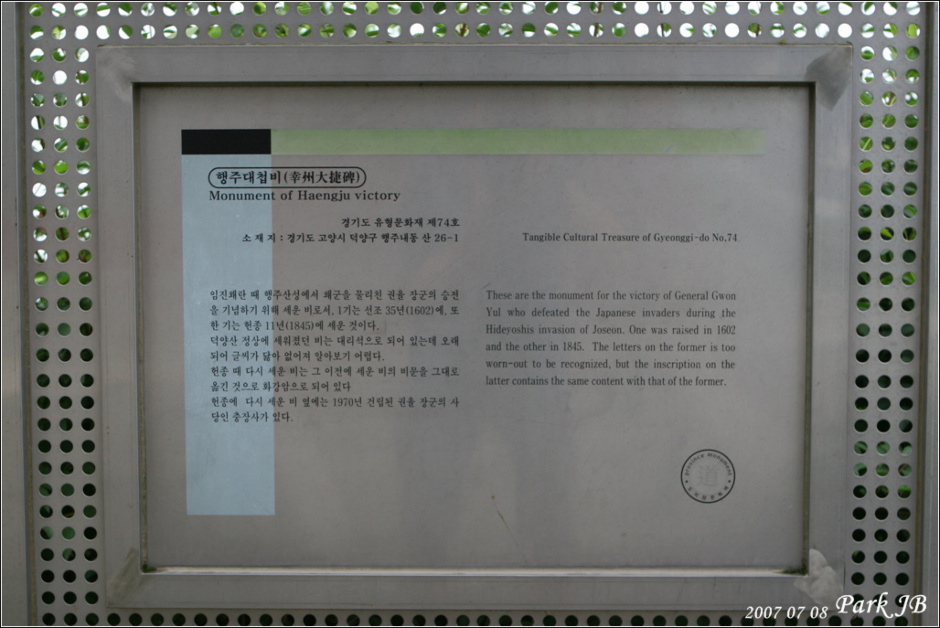 행주대첩비(幸州大捷碑)
Monument of Haengju victory
경기도 유형문화재 제74호
소 재 지 : 경기도 고양시 덕양구 행주내동 산 26-1
임진왜란 때 행주산성에서 왜군을 물리친 권율 장군의 승전
을 기념하기 위해 세운 비로서, 1기는 선조 35년(1602)에, 또
한 기는 헌종 11년(1845)에 세운 것이다.
덕양산 정상에 세워졌던 비는 대리석으로 되어 있는데 오래
되어 글씨가 닳아 없어져 알아보기 어렵다.
헌종 때 다시 세운 비는 그 이전에 세운 비의 비문을 그대로
옮긴 것으로 화강암으로 되어 있다
헌종에 다시 세운 비 옆에는 1970년 건립된 권율 장군의 사
당인 충장사가 있다.
Tangible Cultural Treasure of Gyeonggi-do No.74.
These are the monument for the victory of General Gwon
Yul who defeated the Japanese invaders during the
Hideyoshis invasion of Joseon. One was raised in 1602
and the other in 1845. The letters on the former is too
worn-out to be recognized, but the inscription on the
latter contains the same content with that of the former.
province monument
道
2007 07 08 Park JB